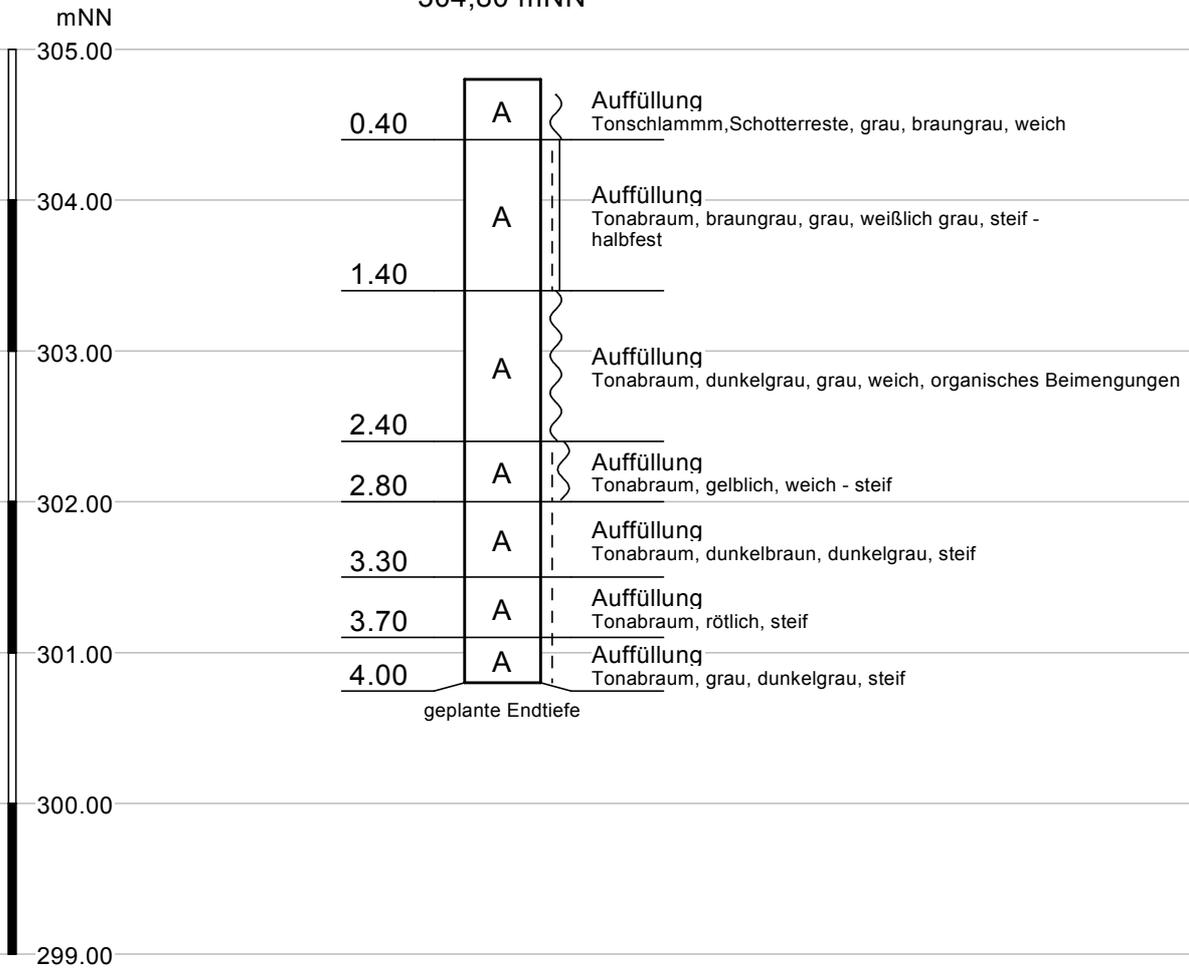 304,80 mNN
mNN
305.00
Auffüllung
0.40
A
Tonschlammm,Schotterreste, grau, braungrau, weich
304.00
A
Auffüllung
Tonabraum, braungrau, grau, weißlich grau, steif -
halbfest
1.40
303.00
A
Auffüllung
Tonabraum, dunkelgrau, grau, weich, organisches Beimengungen
2.40
A
Auffüllung
2.80
Tonabraum, gelblich, weich - steif
302.00
A
Auffüllung
Tonabraum, dunkelbraun, dunkelgrau, steif
3.30
A
Auffüllung
3.70
Tonabraum, rötlich, steif
301.00
A
Auffüllung
4.00
Tonabraum, grau, dunkelgrau, steif
geplante Endtiefe
300.00
299.00